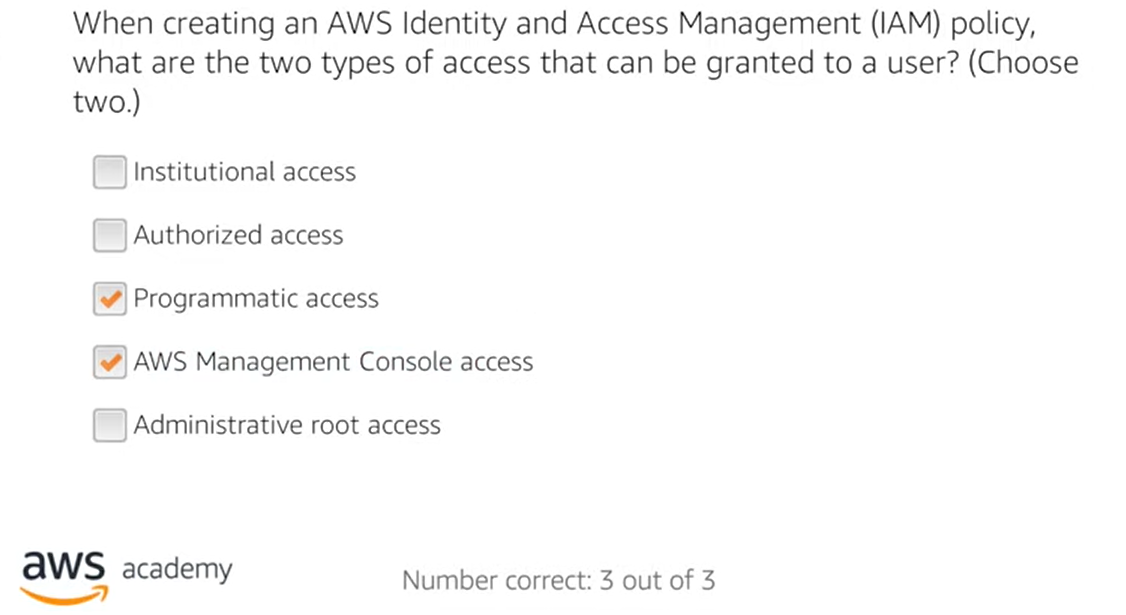 When creating an AWS Identity and Access Management (IAM) policy,
what are the two types of access that can be granted to a user? (Choose
two.)
Institutional access
Authorized access
Programmatic access
AWS Management Console access
Administrative root access
aws academy
Number correct: 3 out of 3